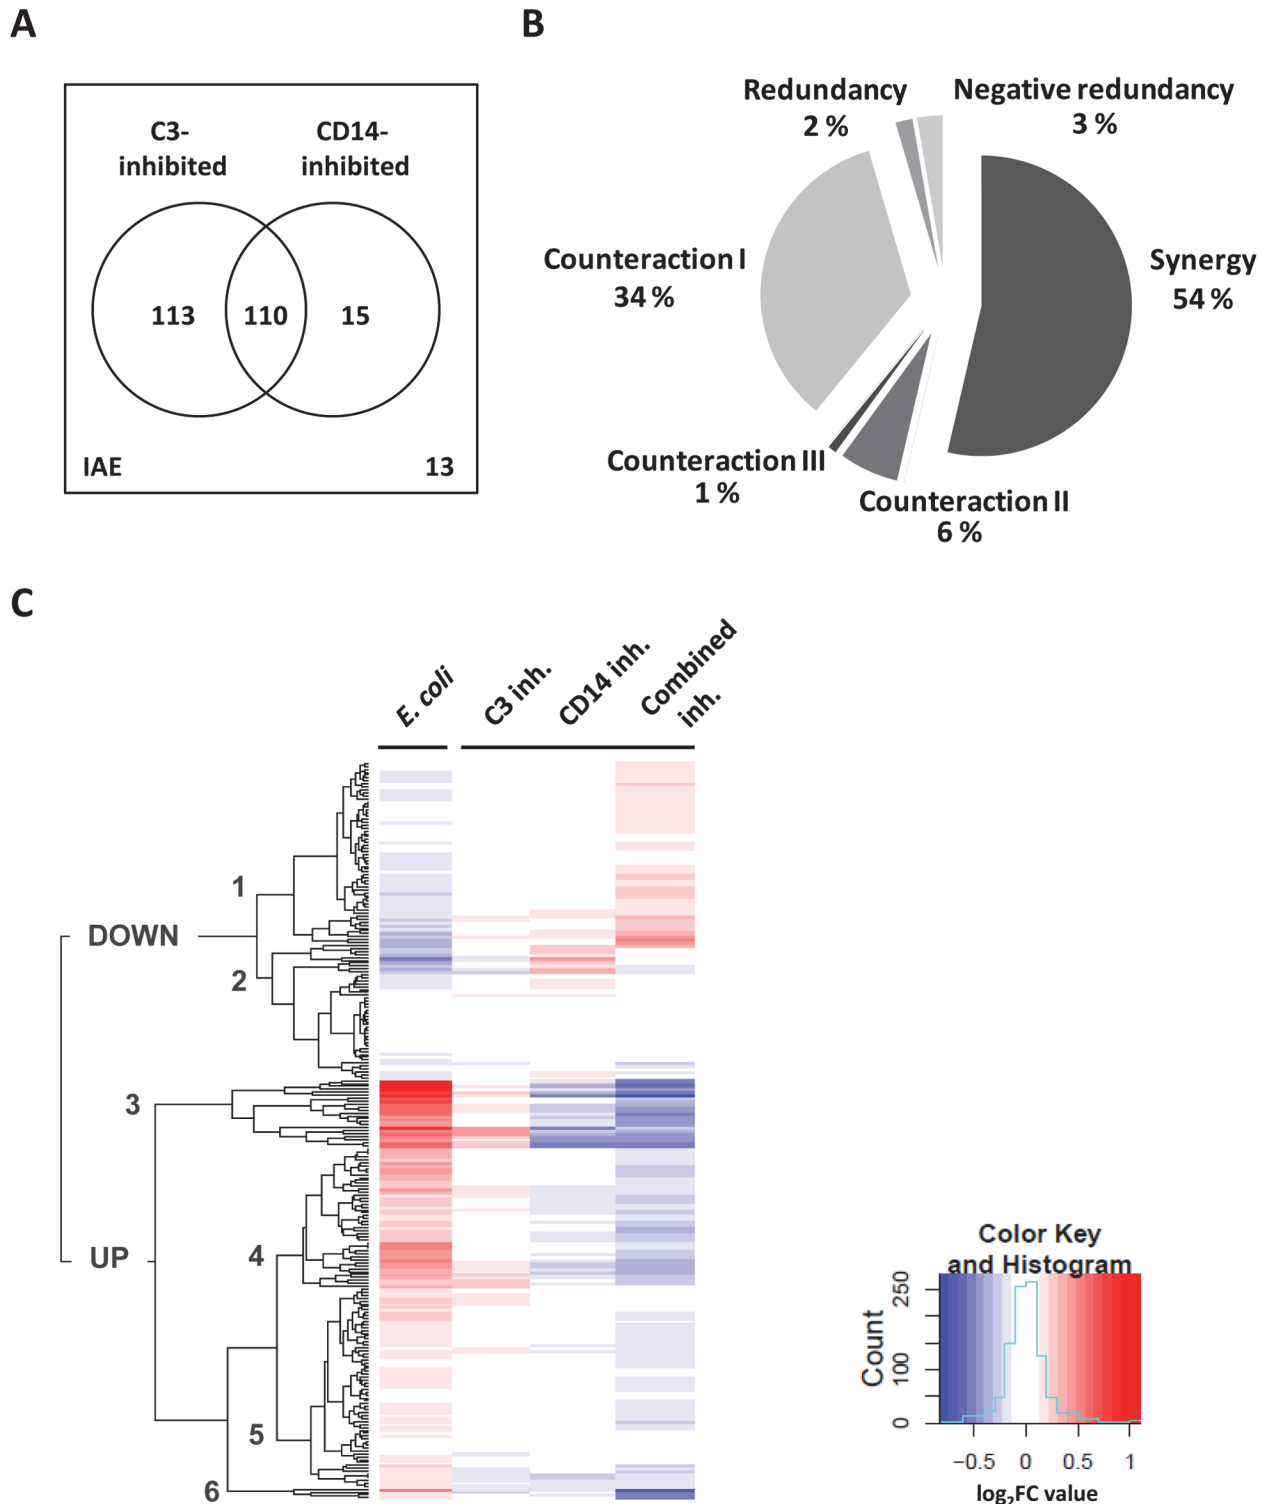 A
C3-
inhibited
CD14-
inhibited
113
110
15
IAE
13
B
Redundancy
2 %
Negative redundancy
3 %
Counteraction I
34 %
Synergy
54 %
Counteraction III
1 %
Counteraction II
6 %
C
E. coli
C3 inh.
CD14 inh.
Combined
inh.
1
DOWN
2
3
UP
4
5
6
Color Key
and Histogram
Count
250
100
0
−0.5
0
0.5
1
log₂FC value